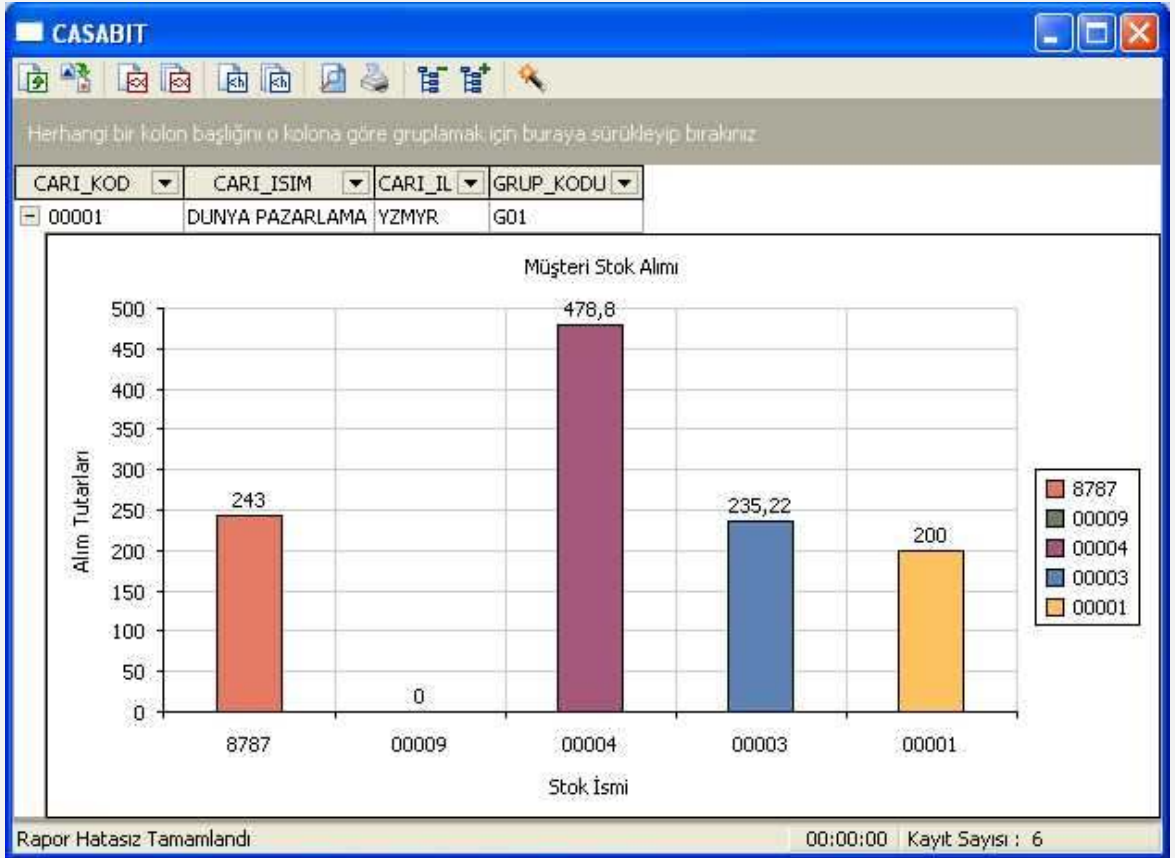 CASABIT
Herhangi bir kolon başlığını o kolona göre gruplamak için buraya sürükleyip bırakınız
CARI_KOD CARI_ISIM CARI_IL GRUP_KODU
00001 DUNYA PAZARLAMA YZMYR G01
Müşteri Stok Alımı
Alım Tutarları
500
450
400
350
300
250
200
150
100
50
0
243
0
478,8
235,22
200
8787 00009 00004 00003 00001
Stok İsmi
8787
00009
00004
00003
00001
Rapor Hatasız Tamamlandı 00:00:00 Kayıt Sayısı : 6